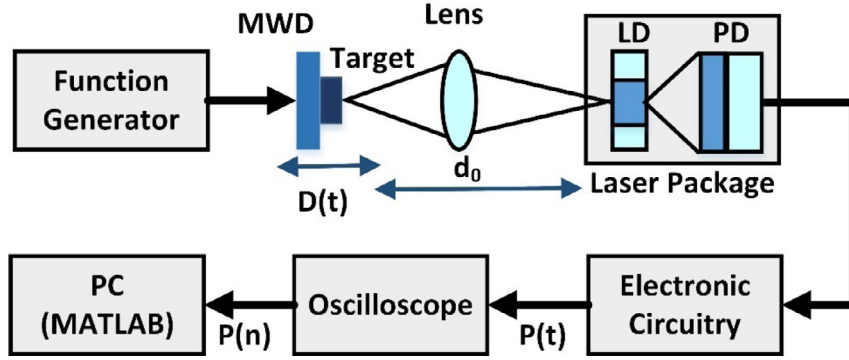 Function
Generator
MWD
Target
Lens
LD
PD
D(t)
d₀
Laser Package
PC
(MATLAB)
P(n)
Oscilloscope
P(t)
Electronic
Circuitry